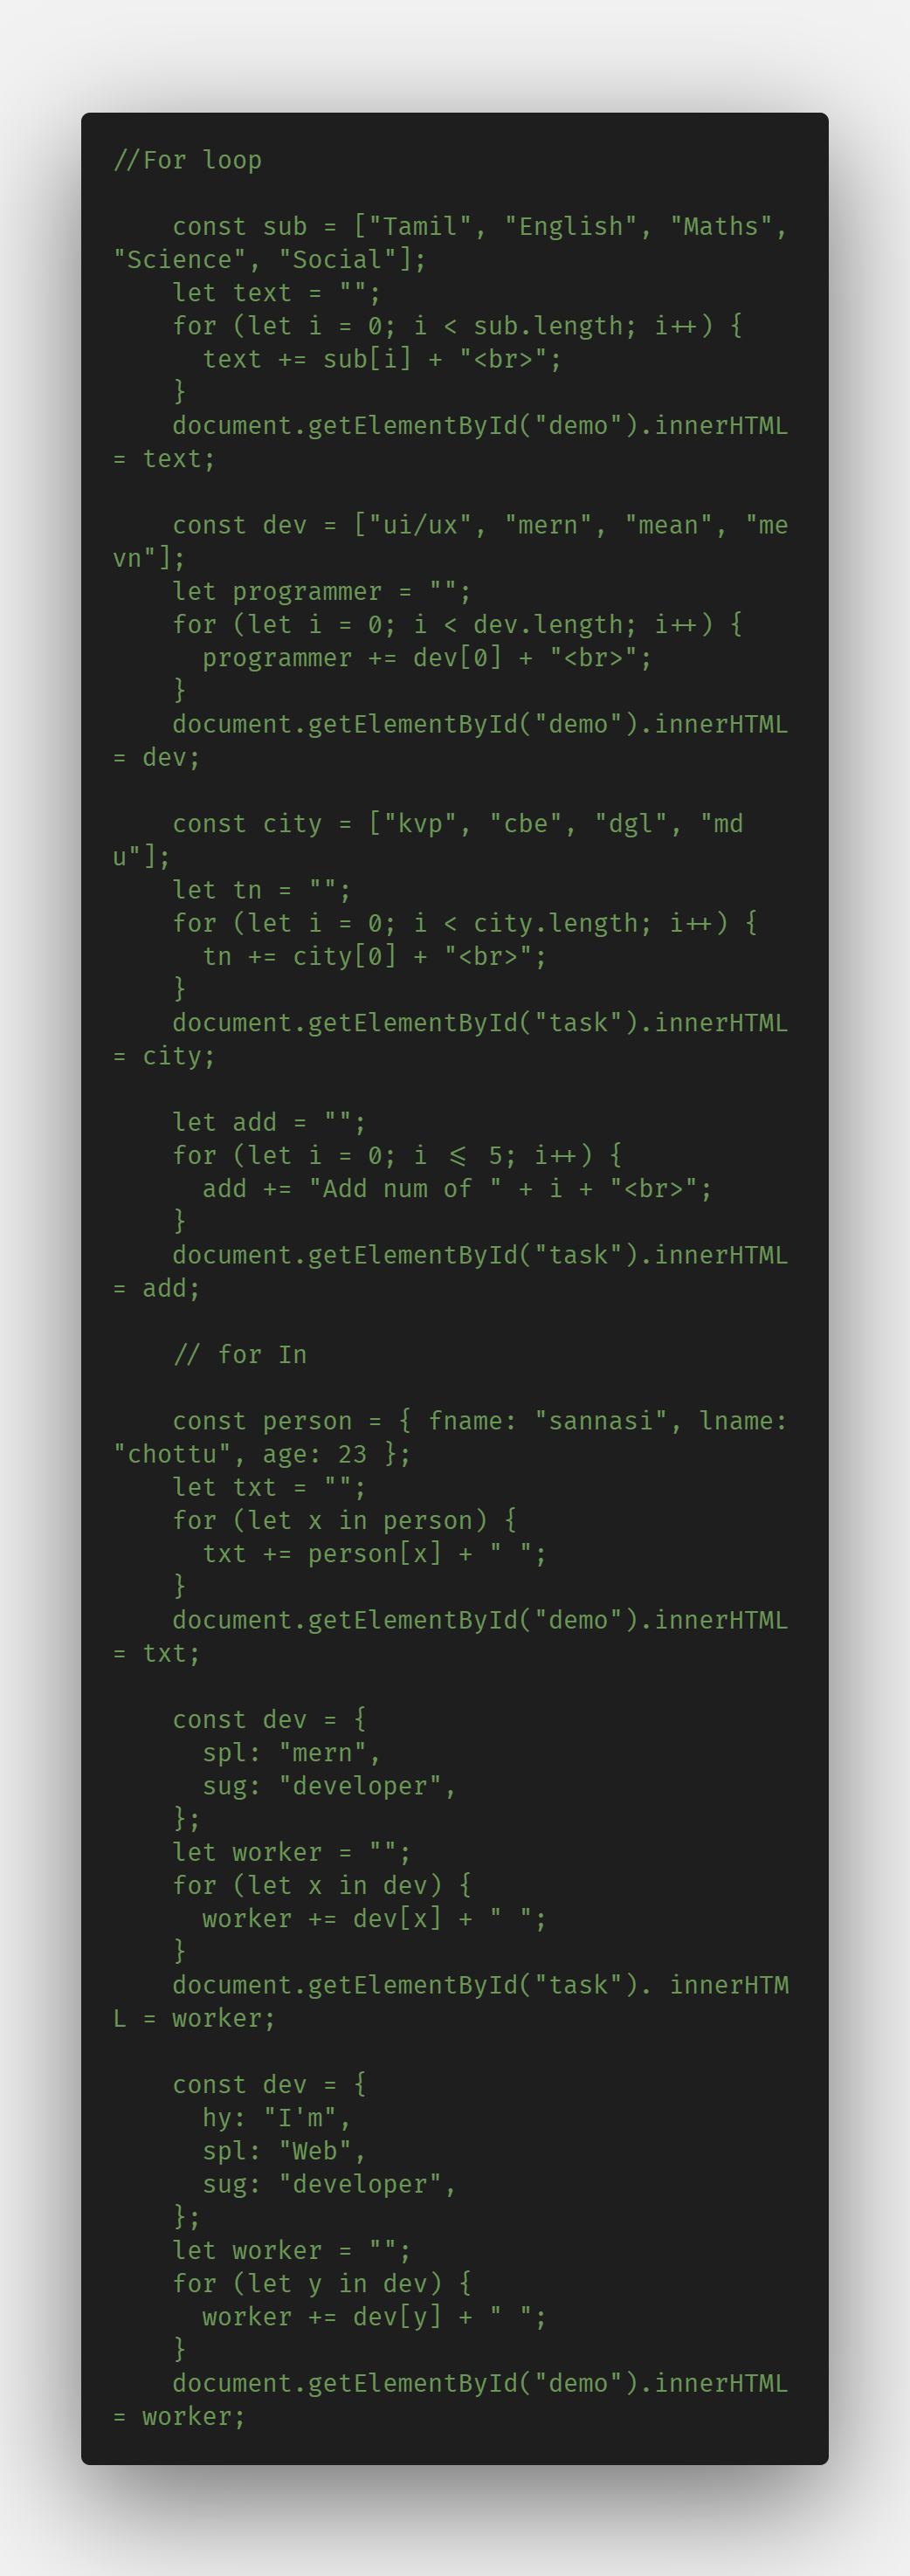 //For loop

    const sub = ["Tamil", "English", "Maths",
"Science", "Social"];
    let text = "";
    for (let i = 0; i < sub.length; i++) {
      text += sub[i] + "<br>";
    }
    document.getElementById("demo").innerHTML
= text;

    const dev = ["ui/ux", "mern", "mean", "me
vn"];
    let programmer = "";
    for (let i = 0; i < dev.length; i++) {
      programmer += dev[0] + "<br>";
    }
    document.getElementById("demo").innerHTML
= dev;

    const city = ["kvp", "cbe", "dgl", "md
u"];
    let tn = "";
    for (let i = 0; i < city.length; i++) {
      tn += city[0] + "<br>";
    }
    document.getElementById("task").innerHTML
= city;

    let add = "";
    for (let i = 0; i <= 5; i++) {
      add += "Add num of " + i + "<br>";
    }
    document.getElementById("task").innerHTML
= add;

    // for In

    const person = { fname: "sannasi", lname:
"chottu", age: 23 };
    let txt = "";
    for (let x in person) {
      txt += person[x] + " ";
    }
    document.getElementById("demo").innerHTML
= txt;

    const dev = {
      spl: "mern",
      sug: "developer",
    };
    let worker = "";
    for (let x in dev) {
      worker += dev[x] + " ";
    }
    document.getElementById("task"). innerHTM
L = worker;

    const dev = {
      hy: "I'm",
      spl: "Web",
      sug: "developer",
    };
    let worker = "";
    for (let y in dev) {
      worker += dev[y] + " ";
    }
    document.getElementById("demo").innerHTML
= worker;